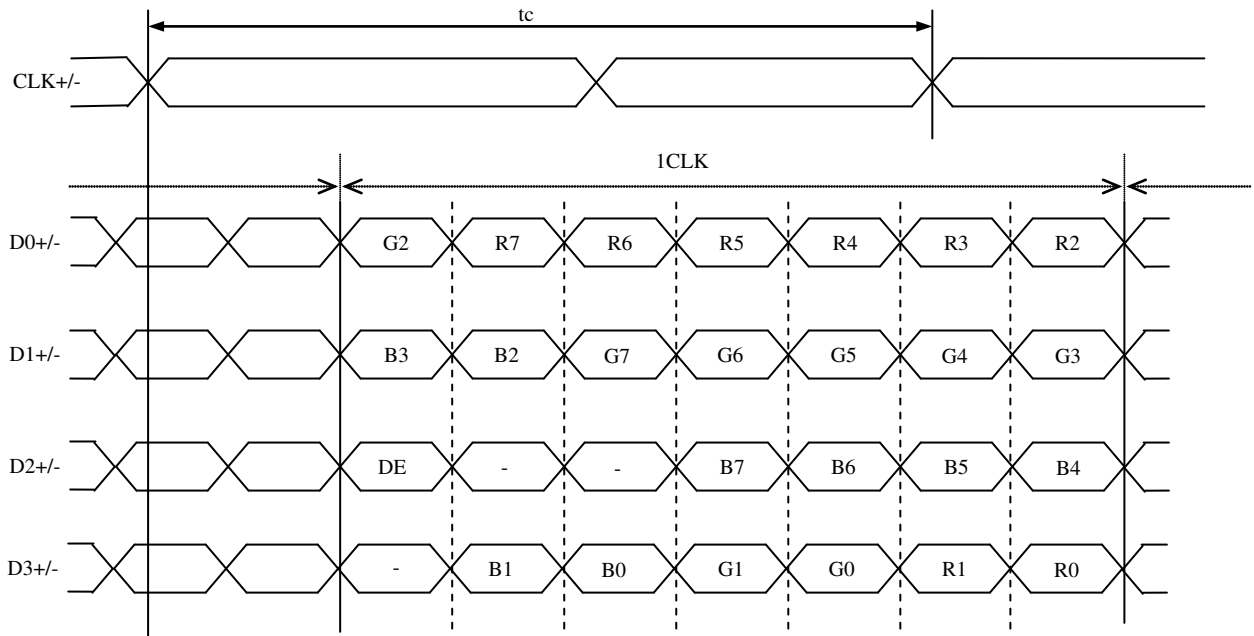 tc
CLK+/-
1CLK
D0+/- G2 R7 R6 R5 R4 R3 R2
D1+/- B3 B2 G7 G6 G5 G4 G3
D2+/- DE - - B7 B6 B5 B4
D3+/- - B1 B0 G1 G0 R1 R0